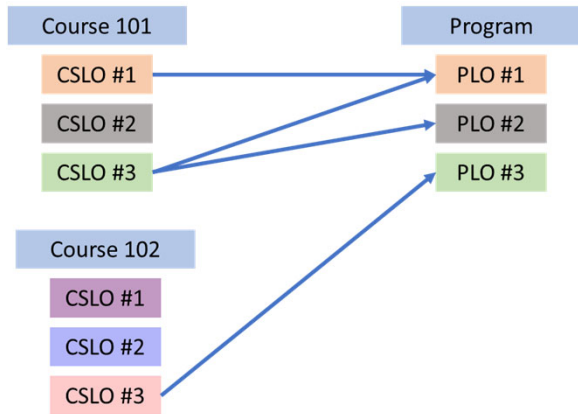 Course 101
CSLO #1
CSLO #2
CSLO #3
Program
PLO #1
PLO #2
PLO #3
Course 102
CSLO #1
CSLO #2
CSLO #3